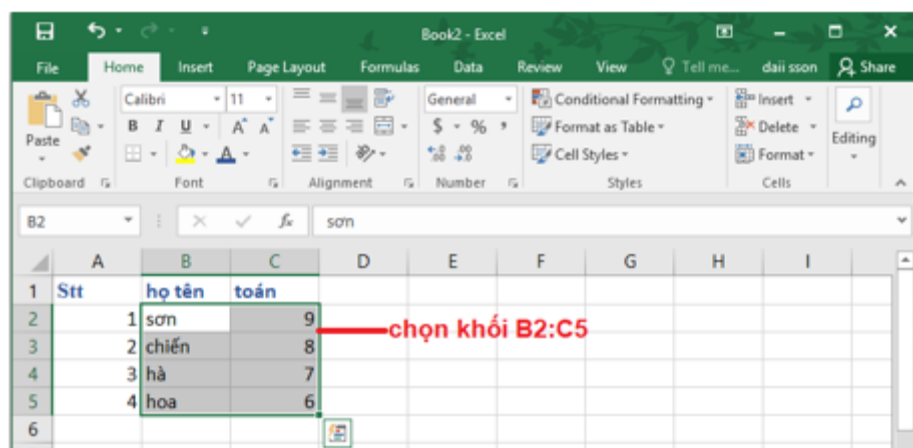 Book2 - Excel
File Home Insert Page Layout Formulas Data Review View Tell me... daii sson Share
Calibri 11 General Conditional Formatting Insert
Paste B I U A A $ % , Format as Table Delete Editing
A Cell Styles Format
Clipboard Font Alignment Number Styles Cells
B2 fx sơn
A B C D E F G H I
1 Stt họ tên toán
2 1 sơn 9
chọn khối B2:C5
3 2 chiến 8
4 3 hà 7
5 4 hoa 6
6